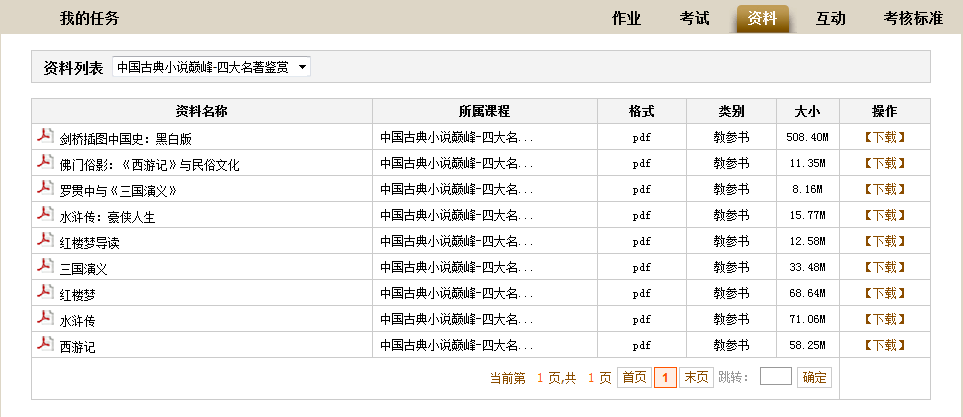 我的任务 作业 考试 资料 互动 考核标准
资料列表 中国古典小说巅峰-四大名著鉴赏
资料名称 所属课程 格式 类别 大小 操作
剑桥插图中国史：黑白版 中国古典小说巅峰-四大名... pdf 教参书 508.40M 【下载】
佛门俗影：《西游记》与民俗文化 中国古典小说巅峰-四大名... pdf 教参书 11.35M 【下载】
罗贯中与《三国演义》 中国古典小说巅峰-四大名... pdf 教参书 8.16M 【下载】
水浒传：豪侠人生 中国古典小说巅峰-四大名... pdf 教参书 15.77M 【下载】
红楼梦导读 中国古典小说巅峰-四大名... pdf 教参书 12.58M 【下载】
三国演义 中国古典小说巅峰-四大名... pdf 教参书 33.48M 【下载】
红楼梦 中国古典小说巅峰-四大名... pdf 教参书 68.64M 【下载】
水浒传 中国古典小说巅峰-四大名... pdf 教参书 71.06M 【下载】
西游记 中国古典小说巅峰-四大名... pdf 教参书 58.25M 【下载】
当前第 1 页,共 1 页 首页 1 末页 跳转： 确定